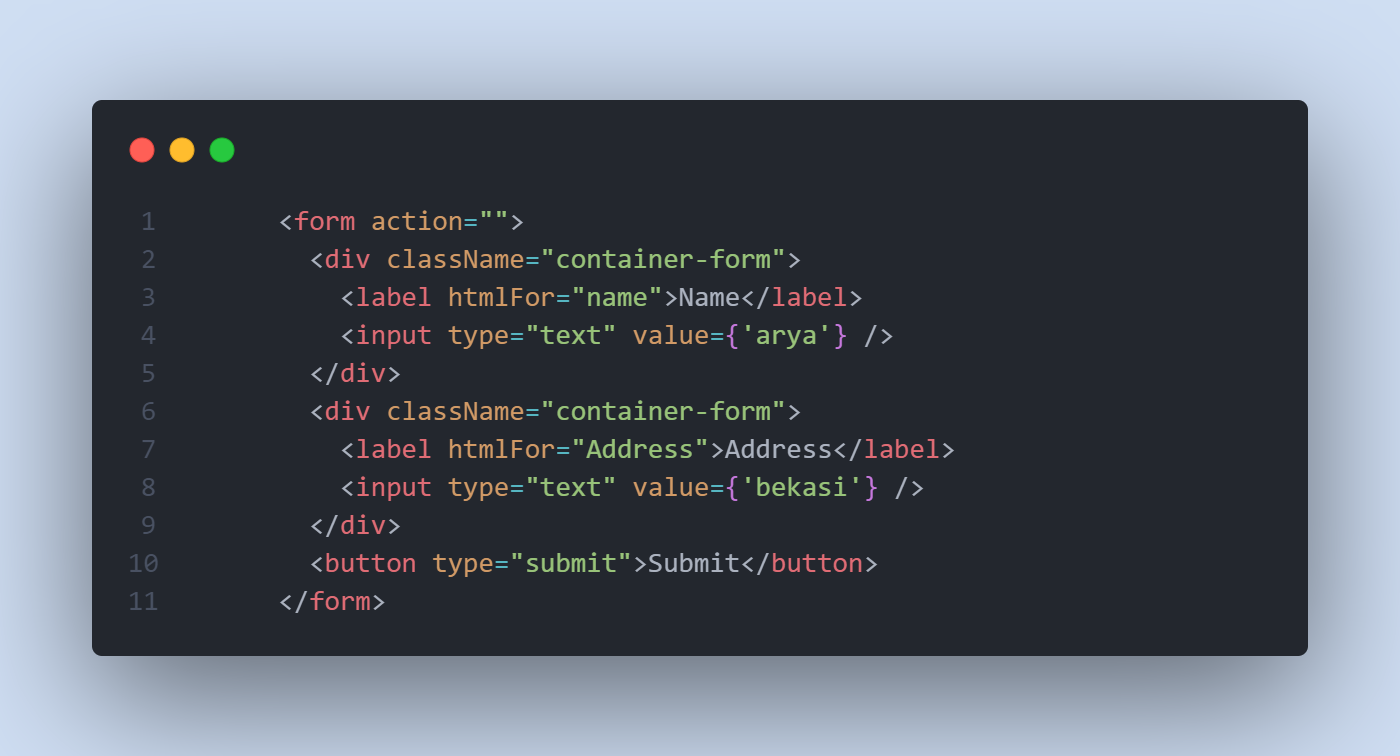 1 <form action="">
2 <div className="container-form">
3 <label htmlFor="name">Name</label>
4 <input type="text" value={'arya'} />
5 </div>
6 <div className="container-form">
7 <label htmlFor="Address">Address</label>
8 <input type="text" value={'bekasi'} />
9 </div>
10 <button type="submit">Submit</button>
11 </form>